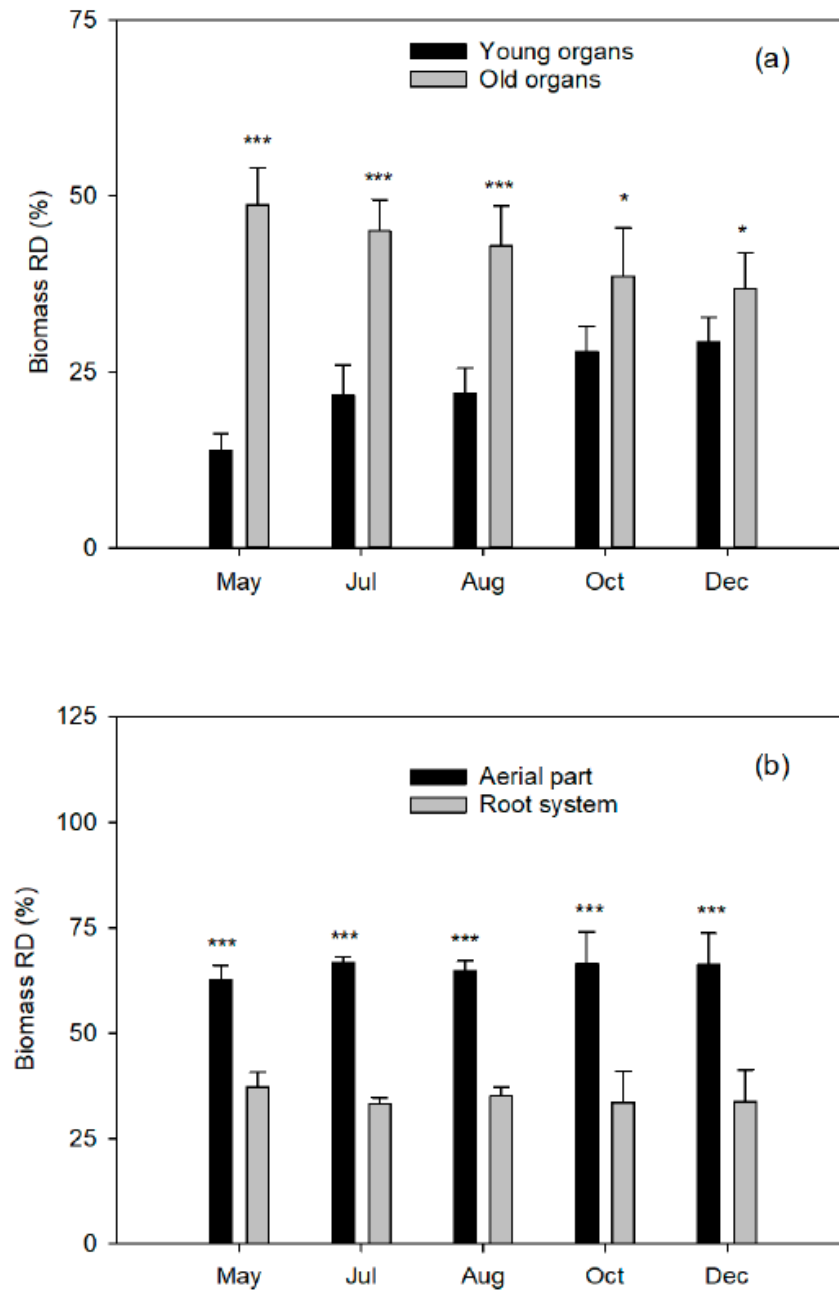 75
Young organs
(a)
Old organs
***
***
***
50
*
*
Biomass RD (%)
25
0
May Jul Aug Oct Dec
125
(b)
Aerial part
Root system
100
Biomass RD (%)
75
*** *** *** *** ***
50
25
0
May Jul Aug Oct Dec